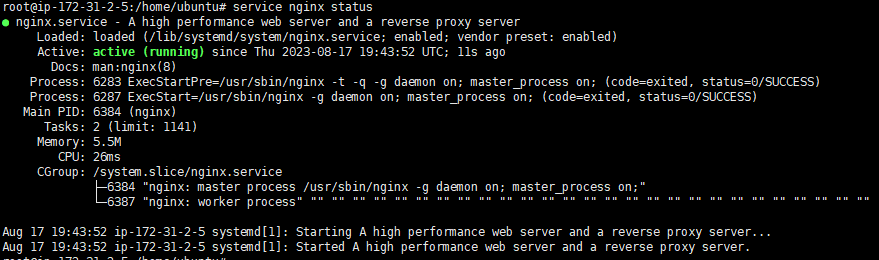 root@ip-172-31-2-5:/home/ubuntu# service nginx status
● nginx.service - A high performance web server and a reverse proxy server
Loaded: loaded (/lib/systemd/system/nginx.service; enabled; vendor preset: enabled)
Active: active (running) since Thu 2023-08-17 19:43:52 UTC; 11s ago
Docs: man:nginx(8)
Process: 6283 ExecStartPre=/usr/sbin/nginx -t -q -g daemon on; master_process on; (code=exited, status=0/SUCCESS)
Process: 6287 ExecStart=/usr/sbin/nginx -g daemon on; master_process on; (code=exited, status=0/SUCCESS)
Main PID: 6384 (nginx)
Tasks: 2 (limit: 1141)
Memory: 5.5M
CPU: 26ms
CGroup: /system.slice/nginx.service
├─6384 "nginx: master process /usr/sbin/nginx -g daemon on; master_process on;"
└─6387 "nginx: worker process" "" "" "" "" "" "" "" "" "" "" "" "" "" "" "" "" "" "" "" "" "" "" "" "" "" "" ""
Aug 17 19:43:52 ip-172-31-2-5 systemd[1]: Starting A high performance web server and a reverse proxy server...
Aug 17 19:43:52 ip-172-31-2-5 systemd[1]: Started A high performance web server and a reverse proxy server.
root@ip-172-31-2-5:/home/ubuntu#